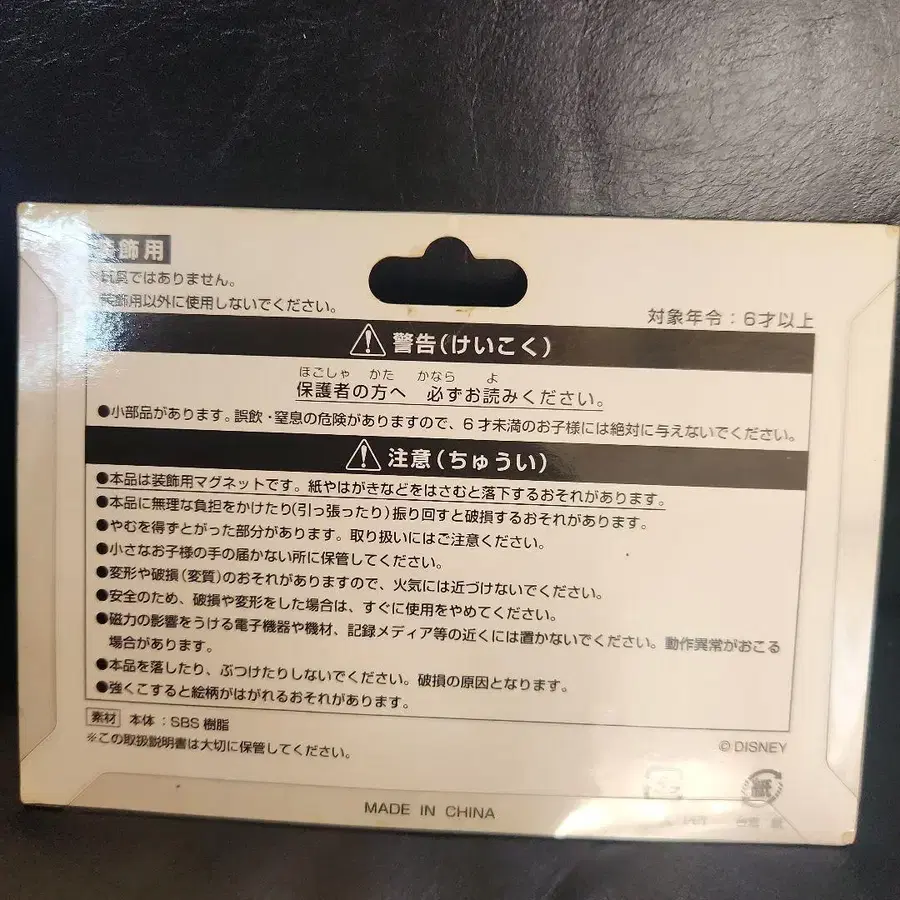 装飾用
玩具ではありません。
装飾用以外に使用しないでください。
対象年令：6才以上
警告(けいこく)
ほごしゃ かた かなら よ
保護者の方へ 必ずお読みください。
●小部品があります。誤飲・窒息の危険がありますので、6才未満のお子様には絶対に与えないでください。
注意(ちゅうい)
●本品は装飾用マグネットです。紙やはがきなどをはさむと落下するおそれがあります。
●本品に無理な負担をかけたり(引っ張ったり)振り回すと破損するおそれがあります。
●やむを得ずとがった部分があります。取り扱いにはご注意ください。
●小さなお子様の手の届かない所に保管してください。
●変形や破損(変質)のおそれがありますので、火気には近づけないでください。
●安全のため、破損や変形をした場合は、すぐに使用をやめてください。
●磁力の影響をうける電子機器や機材、記録メディア等の近くには置かないでください。動作異常がおこる
場合があります。
●本品を落したり、ぶつけたりしないでください。破損の原因となります。
●強くこすると絵柄がはがれるおそれがあります。
素材 本体：SBS樹脂
※この取扱説明書は大切に保管してください。
© DISNEY
紙
MADE IN CHINA